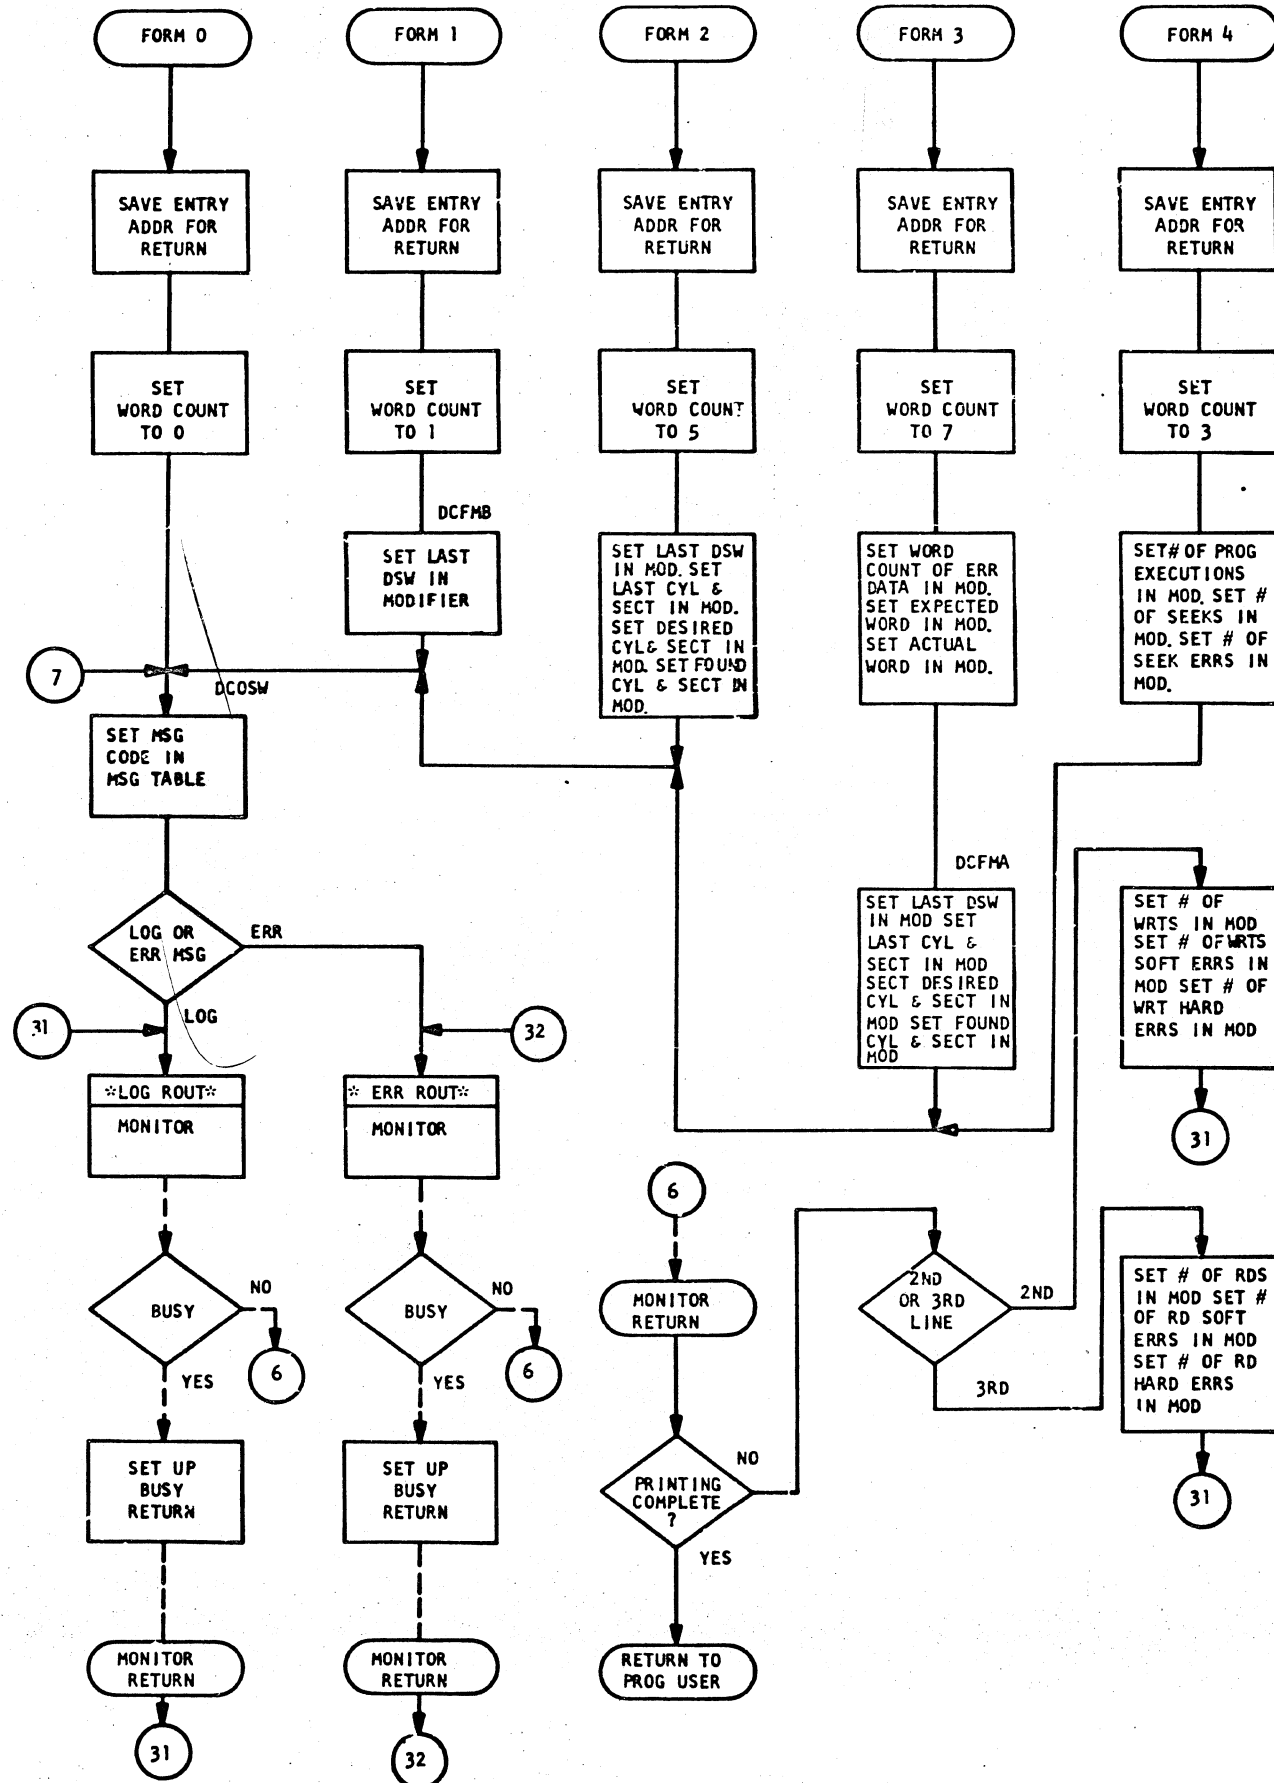 FORM 0
FORM 1
FORM 2
FORM 3
FORM 4
SAVE ENTRY
ADDR FOR
RETURN
SAVE ENTRY
ADDR FOR
RETURN
SAVE ENTRY
ADDR FOR
RETURN
SAVE ENTRY
ADDR FOR
RETURN
SAVE ENTRY
ADDR FOR
RETURN
SET
WORD COUNT
TO 0
SET
WORD COUNT
TO 1
SET
WORD COUNT
TO 5
SET
WORD COUNT
TO 7
SET
WORD COUNT
TO 3
DCFMB
SET LAST
DSW IN
MODIFIER
SET LAST DSW
IN MOD. SET
LAST CYL &
SECT IN MOD.
SET DESIRED
CYL& SECT IN
MOD. SET FOUND
CYL & SECT IN
MOD.
SET WORD
COUNT OF ERR
DATA IN MOD.
SET EXPECTED
WORD IN MOD.
SET ACTUAL
WORD IN MOD.
SET# OF PROG
EXECUTIONS
IN MOD. SET #
OF SEEKS IN
MOD. SET # OF
SEEK ERRS IN
MOD.
7
DCOSW
SET MSG
CODE IN
MSG TABLE
DCFMA
SET LAST DSW
IN MOD SET
LAST CYL &
SECT IN MOD
SECT DESIRED
CYL & SECT IN
MOD SET FOUND
CYL & SECT IN
MOD
SET # OF
WRTS IN MOD
SET # OF WRTS
SOFT ERRS IN
MOD SET # OF
WRT HARD
ERRS IN MOD
LOG OR
ERR MSG
ERR
LOG
31
32
*LOG ROUT*
MONITOR
* ERR ROUT*
MONITOR
31
6
BUSY
NO
6
YES
BUSY
NO
6
YES
MONITOR
RETURN
2ND
OR 3RD
LINE
2ND
3RD
SET # OF RDS
IN MOD SET #
OF RD SOFT
ERRS IN MOD
SET # OF RD
HARD ERRS
IN MOD
SET UP
BUSY
RETURN
SET UP
BUSY
RETURN
PRINTING
COMPLETE
?
NO
YES
31
MONITOR
RETURN
MONITOR
RETURN
RETURN TO
PROG USER
31
32